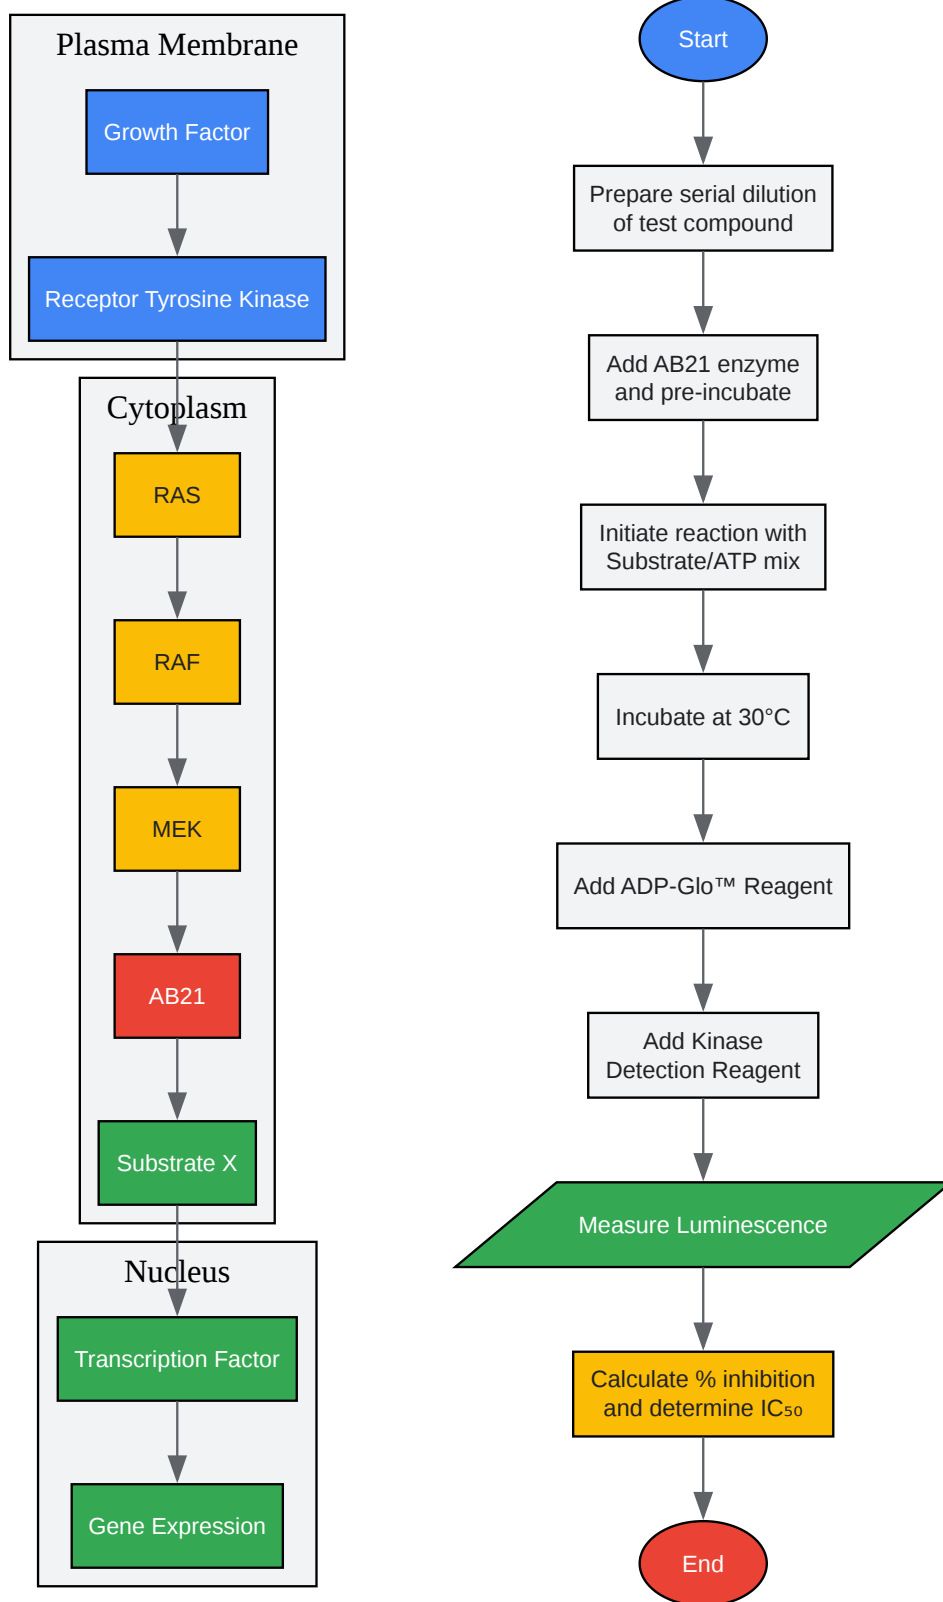 Plasma Membrane
Growth Factor
Receptor Tyrosine Kinase
Cytoplasm
RAS
RAF
MEK
AB21
Substrate X
Nucleus
Transcription Factor
Gene Expression
Start
Prepare serial dilution
of test compound
Add AB21 enzyme
and pre-incubate
Initiate reaction with
Substrate/ATP mix
Incubate at 30°C
Add ADP-Glo™ Reagent
Add Kinase
Detection Reagent
Measure Luminescence
Calculate % inhibition
and determine IC₅₀
End